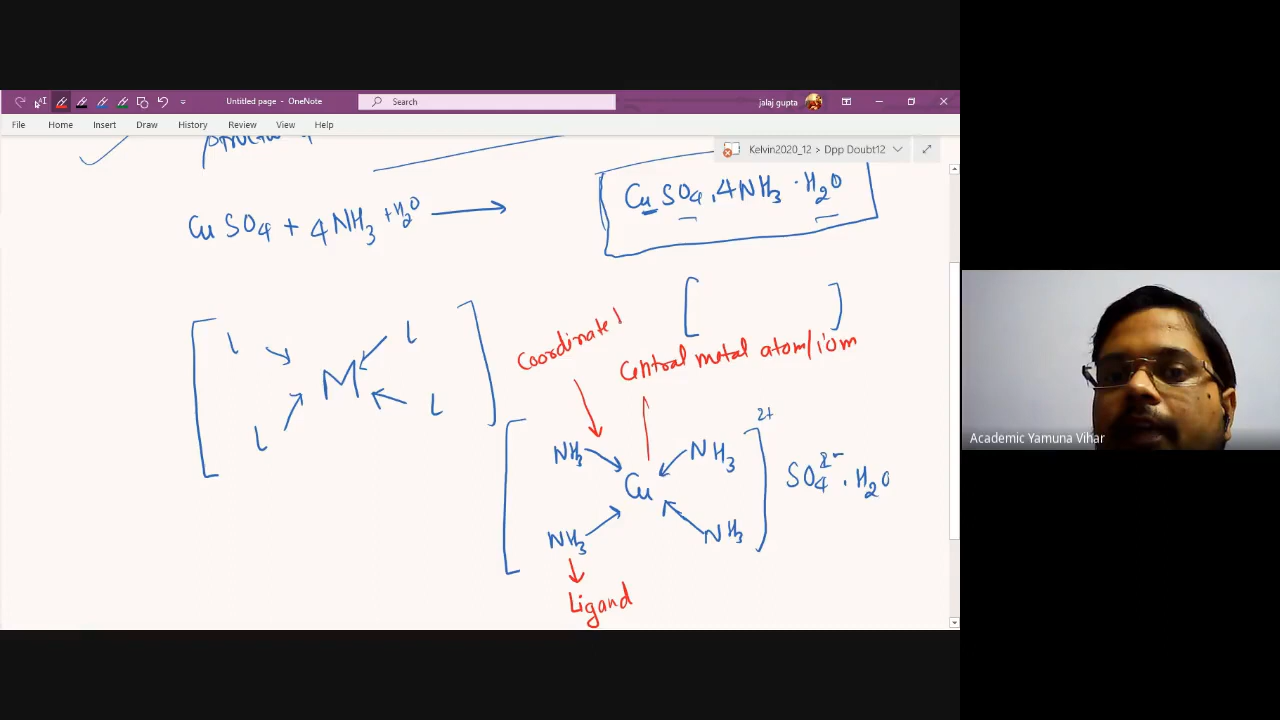 Untitled page - OneNote
Search
jalaj gupta
File Home Insert Draw History Review View Help
Kelvin2020_12 > Dpp Doubt12
CuSO4 + 4NH3 +H2O ⟶ CuSO4.4NH3.H2O
[ ]
Coordinate
Central metal atom/ion
L L
M
L L
2+
NH3 NH3
Cu SO4 2- . H2O
NH3 NH3
Ligand
Academic Yamuna Vihar